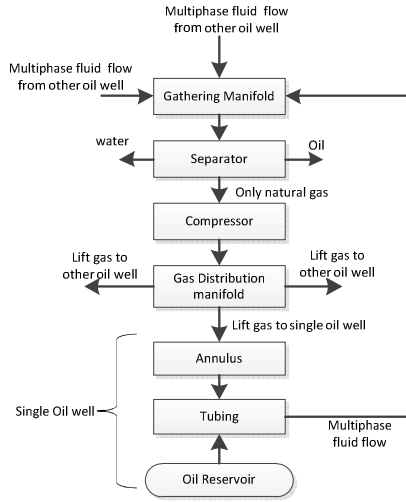 Multiphase fluid flow
from other oil well
Multiphase fluid flow
from other oil well
Gathering Manifold
water
Oil
Separator
Only natural gas
Compressor
Lift gas to
other oil well
Lift gas to
other oil well
Gas Distribution
manifold
Lift gas to single oil well
Annulus
Single Oil well
Tubing
Multiphase
fluid flow
Oil Reservoir